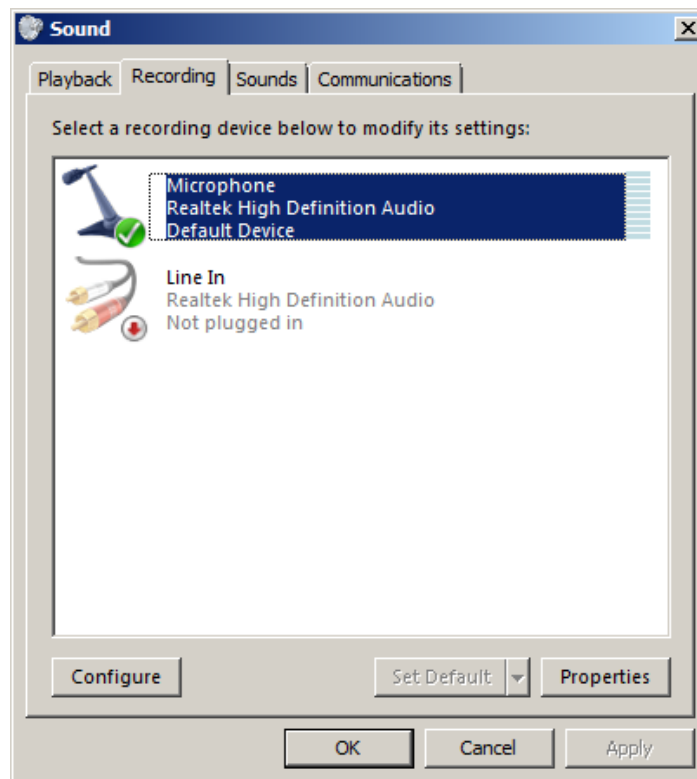 Sound
Playback Recording Sounds Communications
Select a recording device below to modify its settings:
Microphone
Realtek High Definition Audio
Default Device
Line In
Realtek High Definition Audio
Not plugged in
Configure Set Default Properties
OK Cancel Apply